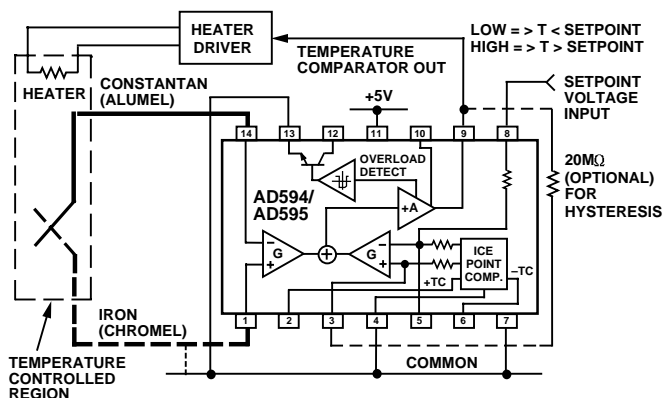 HEATER
DRIVER
LOW = > T < SETPOINT
HIGH = > T > SETPOINT
TEMPERATURE
COMPARATOR OUT
HEATER
CONSTANTAN
(ALUMEL)
+5V
SETPOINT
VOLTAGE
INPUT
14
13
12
11
10
9
8
20MΩ
(OPTIONAL)
FOR
HYSTERESIS
OVERLOAD
DETECT
AD594/
AD595
+A
–
G
+
+
–
G
+
ICE
POINT
COMP.
+TC
–TC
IRON
(CHROMEL)
1
2
3
4
5
6
7
TEMPERATURE
CONTROLLED
REGION
COMMON